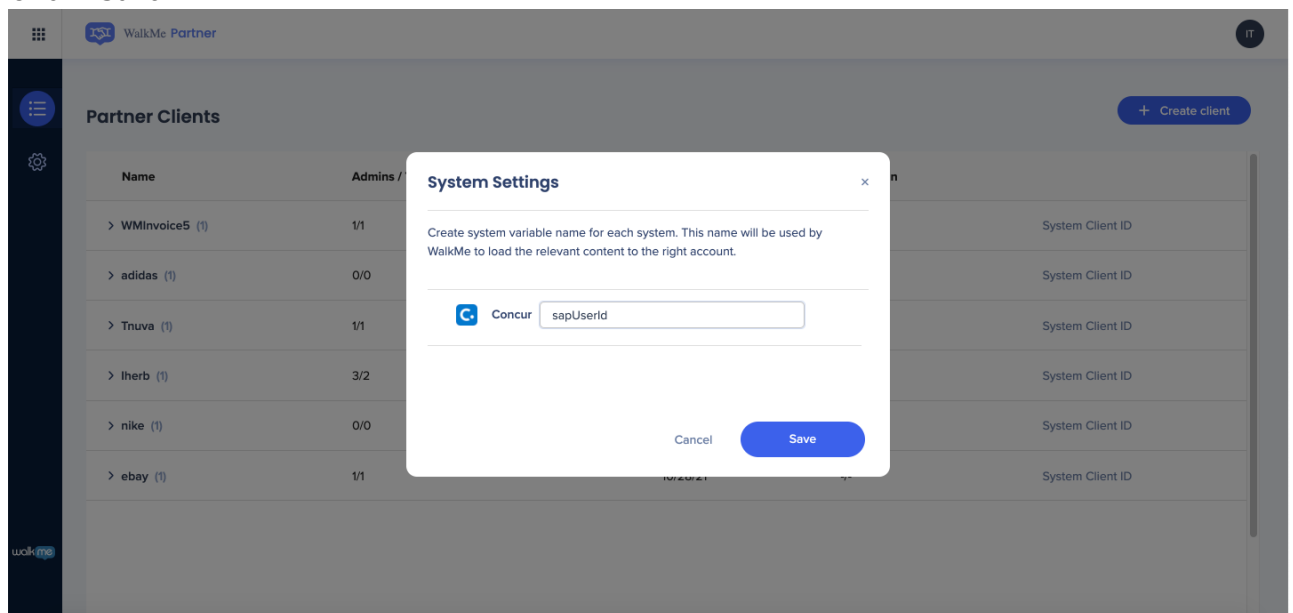 WalkMe Partner
IT
Partner Clients
+ Create client
Name
Admins /
n
System Settings
×
Create system variable name for each system. This name will be used by
WalkMe to load the relevant content to the right account.
C. Concur sapUserId
Cancel Save
> WMInvoice5 (1) 1/1 System Client ID
> adidas (1) 0/0 System Client ID
> Tnuva (1) 1/1 System Client ID
> Iherb (1) 3/2 System Client ID
> nike (1) 0/0 System Client ID
> ebay (1) 1/1 System Client ID
walkme